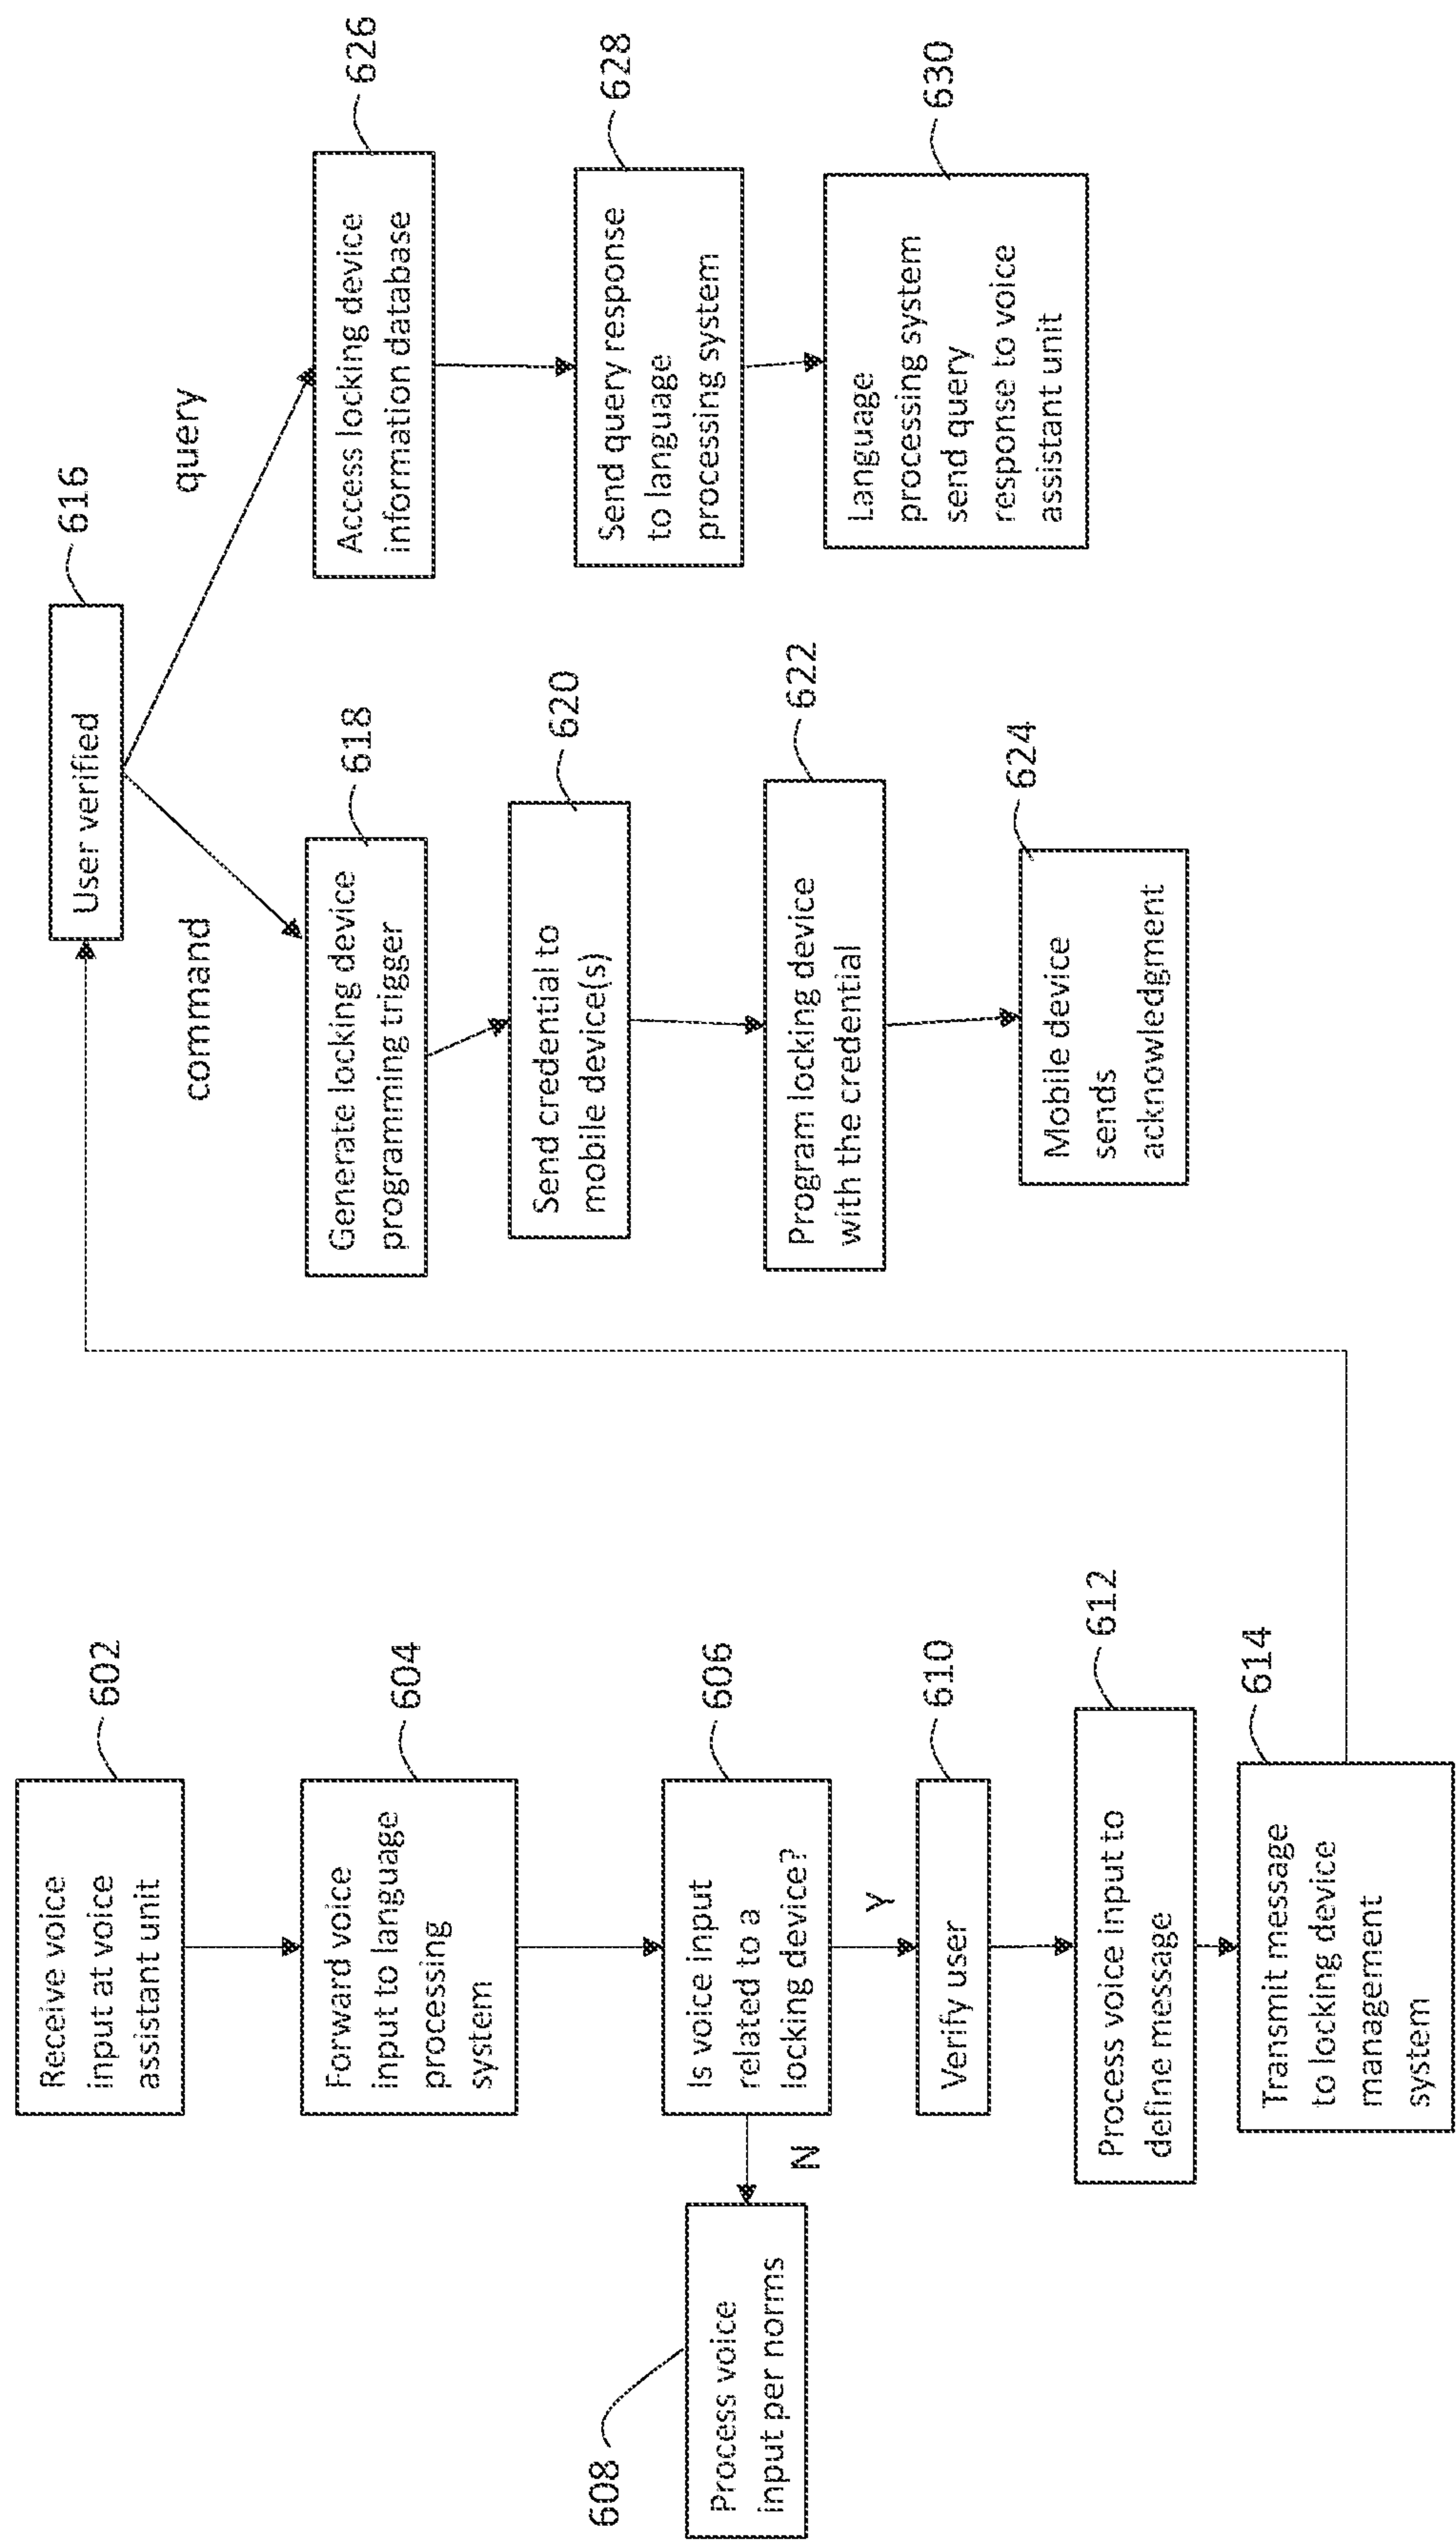 Receive voice
input at voice
assistant unit
602
Forward voice
input to language
processing
system
604
Is voice input
related to a
locking device?
606
N
Process voice
input per norms
608
Y
Verify user
610
Process voice input to
define message
612
Transmit message
to locking device
management
system
614
User verified
616
command
query
Generate locking device
programming trigger
618
Send credential to
mobile device(s)
620
Program locking device
with the credential
622
Mobile device
sends
acknowledgment
624
Access locking device
information database
626
Send query response
to language
processing system
628
Language
processing system
send query
response to voice
assistant unit
630